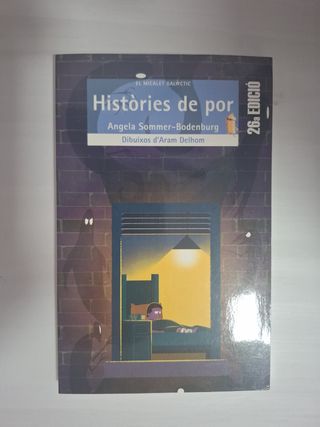 EL MICALET GALÀCTIC
Històries de por
Angela Sommer-Bodenburg
Dibuixos d'Aram Delhom
26a EDICIÓ